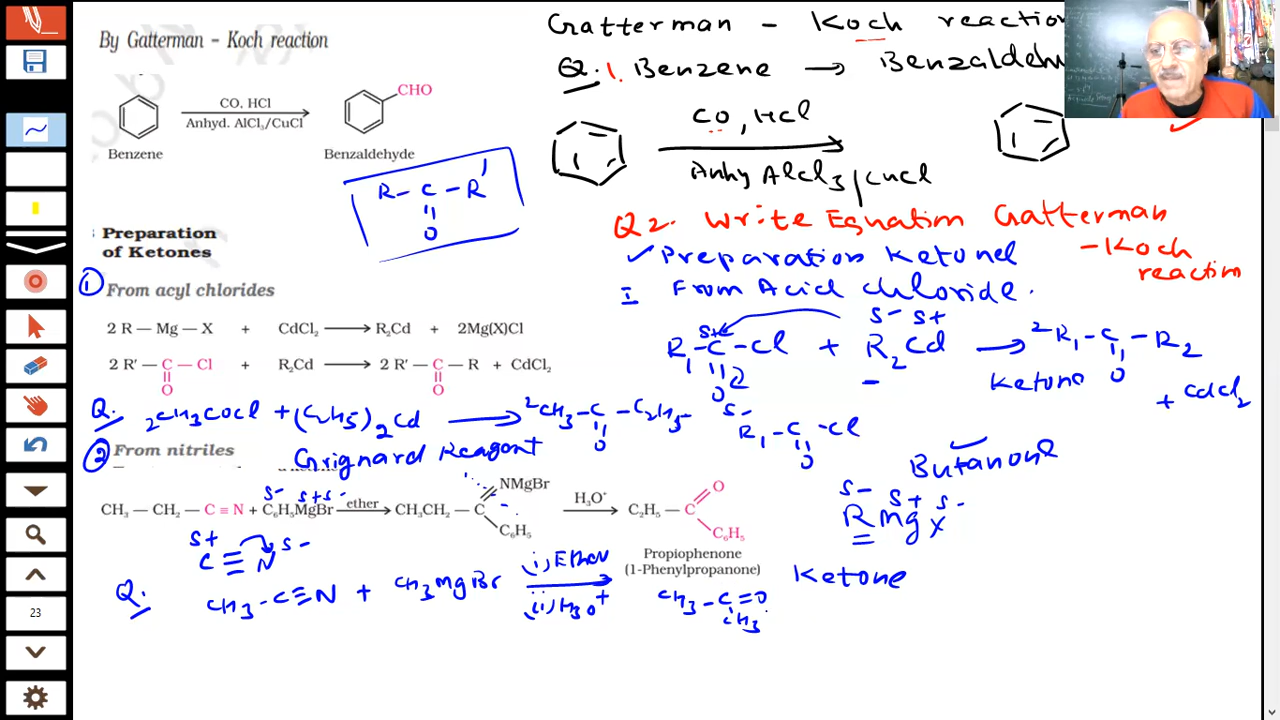 By Gatterman – Koch reaction
CO, HCl
Anhyd. AlCl₃/CuCl
CHO
Benzene
Benzaldehyde
R – C – R'
O
Preparation
of Ketones
① From acyl chlorides
2 R — Mg — X + CdCl₂ → R₂Cd + 2Mg(X)Cl
2 R' — C — Cl + R₂Cd → 2 R' — C — R + CdCl₂
O O
Q. 2CH₃COCl + (C₂H₅)₂Cd → 2CH₃ – C – C₂H₅
O
② From nitriles
Grignard Reagent
CH₃ — CH₂ — C ≡ N + C₆H₅MgBr ether → CH₃CH₂ — C NMgBr C₆H₅ H₃O⁺ → C₂H₅ — C O C₆H₅
δ– δ+ δ–
Propiophenone
(1-Phenylpropanone)
δ+ δ–
C ≡ N
Q. CH₃ – C ≡ N + CH₃MgBr (i) Ether (ii) H₃O⁺ → CH₃ – C = O
CH₃
Gatterman – Koch reaction
Q. 1. Benzene → Benzaldeh
CO, HCl
Anhy AlCl₃/CuCl
Q2. Write Equation Gatterman
– Koch
reaction
✓ Preparation Ketonel
I From Acid chloride.
δ+ δ– δ+
R₁ – C – Cl + R₂Cd → 2R₁ – C – R₂
O O
Ketone
+ CdCl₂
δ–
R₁ – C – Cl
O
Butanone
δ– δ+ δ–
R Mg X
Ketone
23